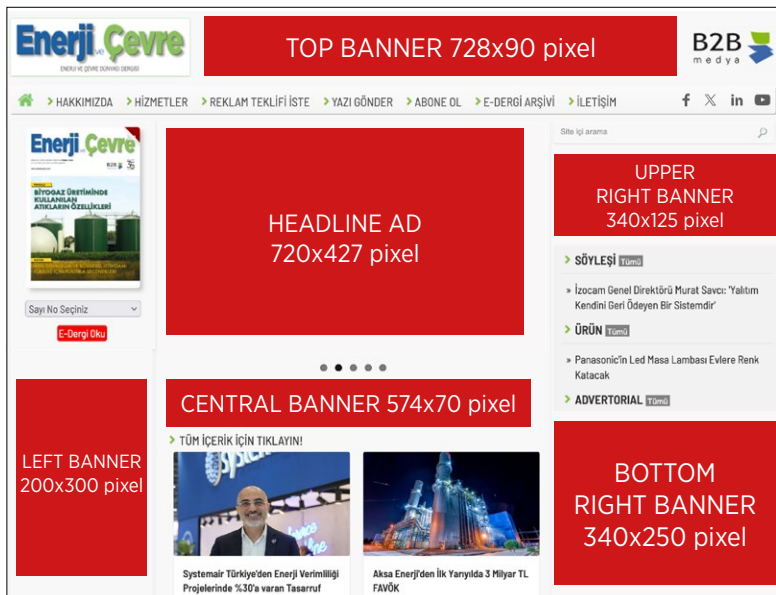 Enerji ve Çevre
ENERJİ VE ÇEVRE DÜNYASI DERGİSİ
TOP BANNER 728x90 pixel
B2B
medya
HAKKIMIZDA HİZMETLER REKLAM TEKLİFİ İSTE YAZI GÖNDER ABONE OL E-DERGİ ARŞİVİ İLETİŞİM
Enerji Çevre
BİYOGAZ ÜRETİMİNDE
KULLANILAN
ATIKLARIN ÖZELLİKLERİ
Sayı No Seçiniz
E-Dergi Oku
HEADLINE AD
720x427 pixel
Site içi arama
UPPER
RIGHT BANNER
340x125 pixel
SÖYLEŞİ Tümü
» İzocam Genel Direktörü Murat Savcı: 'Yalıtım
Kendini Geri Ödeyen Bir Sistemdir'
ÜRÜN Tümü
» Panasonic'in Led Masa Lambası Evlere Renk
Katacak
ADVERTORIAL Tümü
LEFT BANNER
200x300 pixel
CENTRAL BANNER 574x70 pixel
TÜM İÇERİK İÇİN TIKLAYIN!
Systemair Türkiye'den Enerji Verimliliği
Projelerinde %30'a varan Tasarruf
Aksa Enerji'den İlk Yarıyılda 3 Milyar TL
FAVÖK
BOTTOM
RIGHT BANNER
340x250 pixel